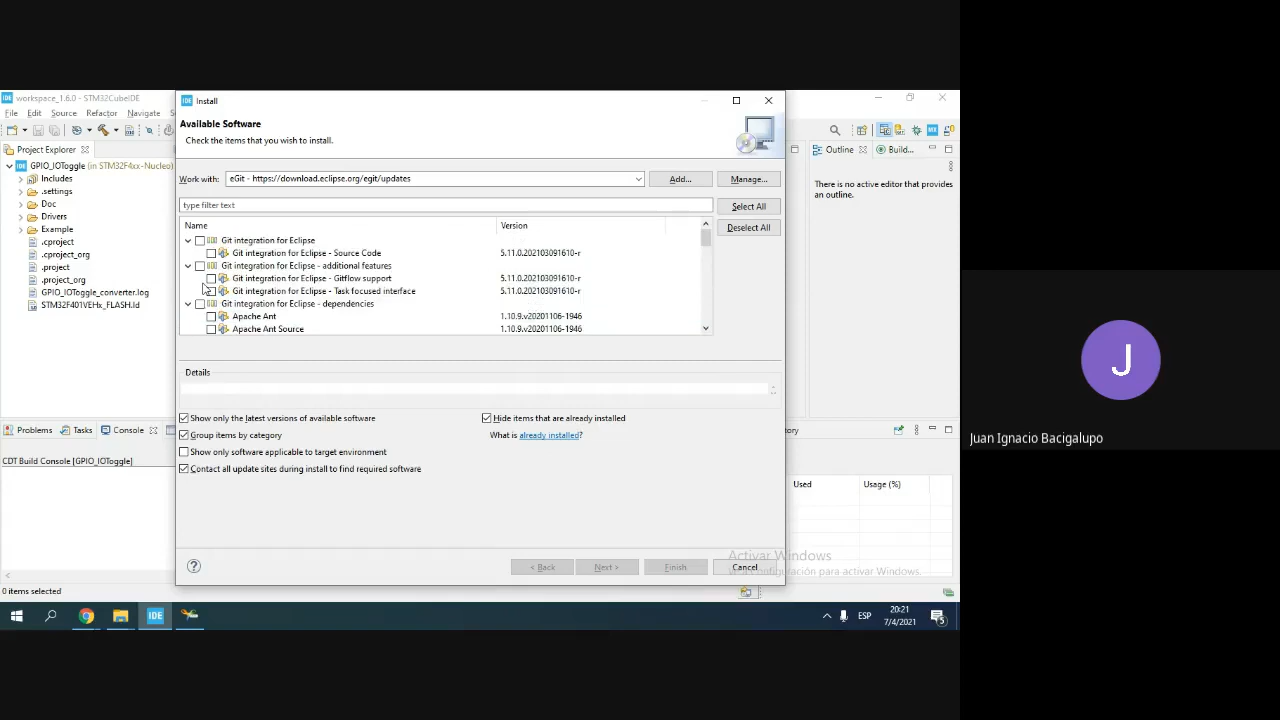 workspace_1.6.0 - STM32CubeIDE
File Edit Source Refactor Navigate
Project Explorer
GPIO_IOToggle (in STM32F4xx-Nucleo)
Includes
.settings
Doc
Drivers
Example
.cproject
.cproject_org
.project
.project_org
GPIO_IOToggle_converter.log
STM32F401VEHx_FLASH.ld
IDE Install
Available Software
Check the items that you wish to install.
Work with: eGit - https://download.eclipse.org/egit/updates Add... Manage...
type filter text Select All
Deselect All
Name Version
Git integration for Eclipse
Git integration for Eclipse - Source Code 5.11.0.202103091610-r
Git integration for Eclipse - additional features
Git integration for Eclipse - Gitflow support 5.11.0.202103091610-r
Git integration for Eclipse - Task focused interface 5.11.0.202103091610-r
Git integration for Eclipse - dependencies
Apache Ant 1.10.9.v20201106-1946
Apache Ant Source 1.10.9.v20201106-1946
Details
Show only the latest versions of available software Hide items that are already installed
Group items by category What is already installed?
Show only software applicable to target environment
Contact all update sites during install to find required software
< Back Next > Finish Cancel
Outline Build...
There is no active editor that provides
an outline.
Problems Tasks Console
CDT Build Console [GPIO_IOToggle]
Used Usage (%)
Activar Windows
configuración para activar Windows.
0 items selected
IDE
ESP
20:21
7/4/2021
5
J
Juan Ignacio Bacigalupo